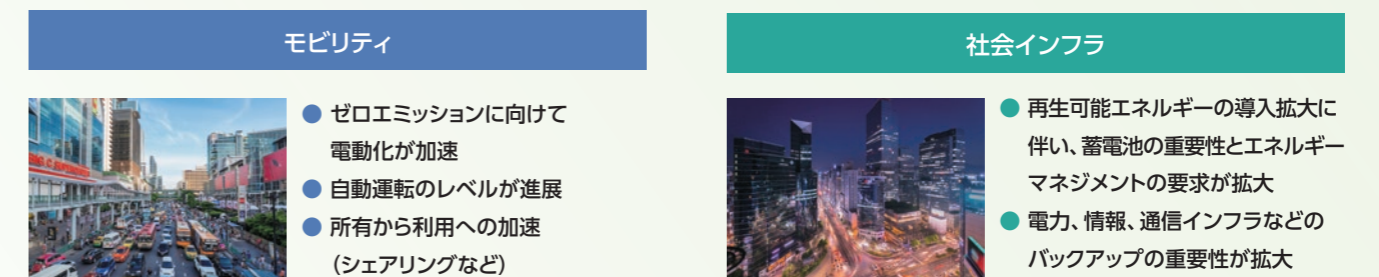 モビリティ
● ゼロエミッションに向けて
電動化が加速
● 自動運転のレベルが進展
● 所有から利用への加速
(シェアリングなど)
社会インフラ
● 再生可能エネルギーの導入拡大に
伴い、蓄電池の重要性とエネルギー
マネジメントの要求が拡大
● 電力、情報、通信インフラなどの
バックアップの重要性が拡大